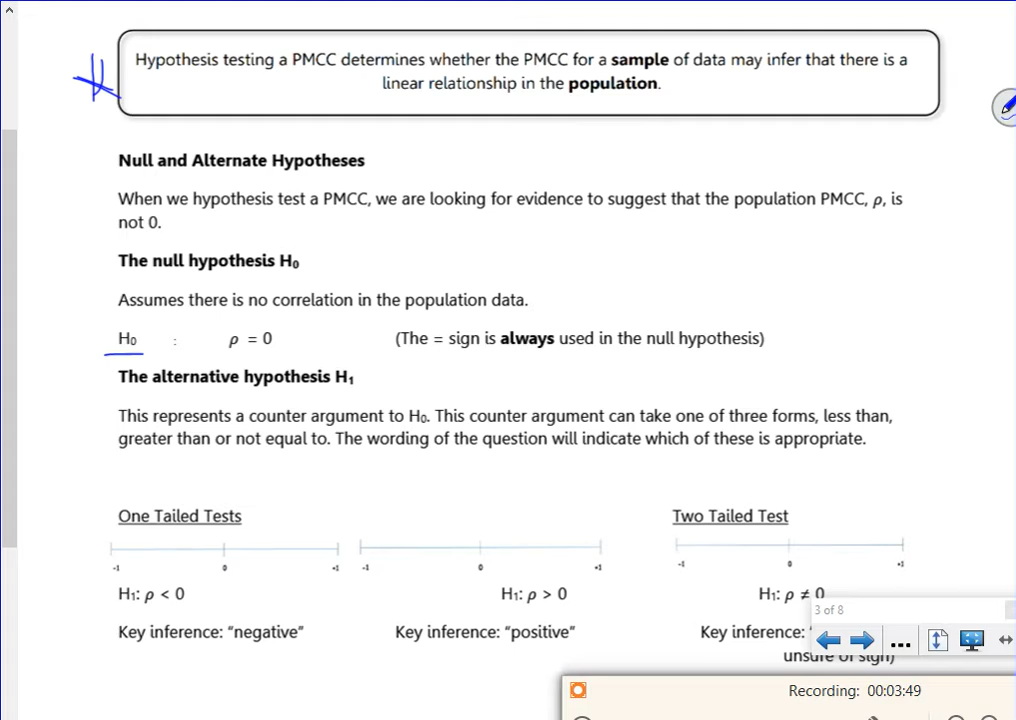 Hypothesis testing a PMCC determines whether the PMCC for a sample of data may infer that there is a
linear relationship in the population.
Null and Alternate Hypotheses
When we hypothesis test a PMCC, we are looking for evidence to suggest that the population PMCC, ρ, is
not 0.
The null hypothesis H₀
Assumes there is no correlation in the population data.
H₀ : ρ = 0 (The = sign is always used in the null hypothesis)
The alternative hypothesis H₁
This represents a counter argument to H₀. This counter argument can take one of three forms, less than,
greater than or not equal to. The wording of the question will indicate which of these is appropriate.
One Tailed Tests Two Tailed Test
-1 0 +1 -1 0 +1 -1 0 +1
H₁: ρ < 0 H₁: ρ > 0 H₁: ρ ≠ 0
3 of 8
Key inference: “negative” Key inference: “positive” Key inference: “
unsure of sign)
Recording: 00:03:49